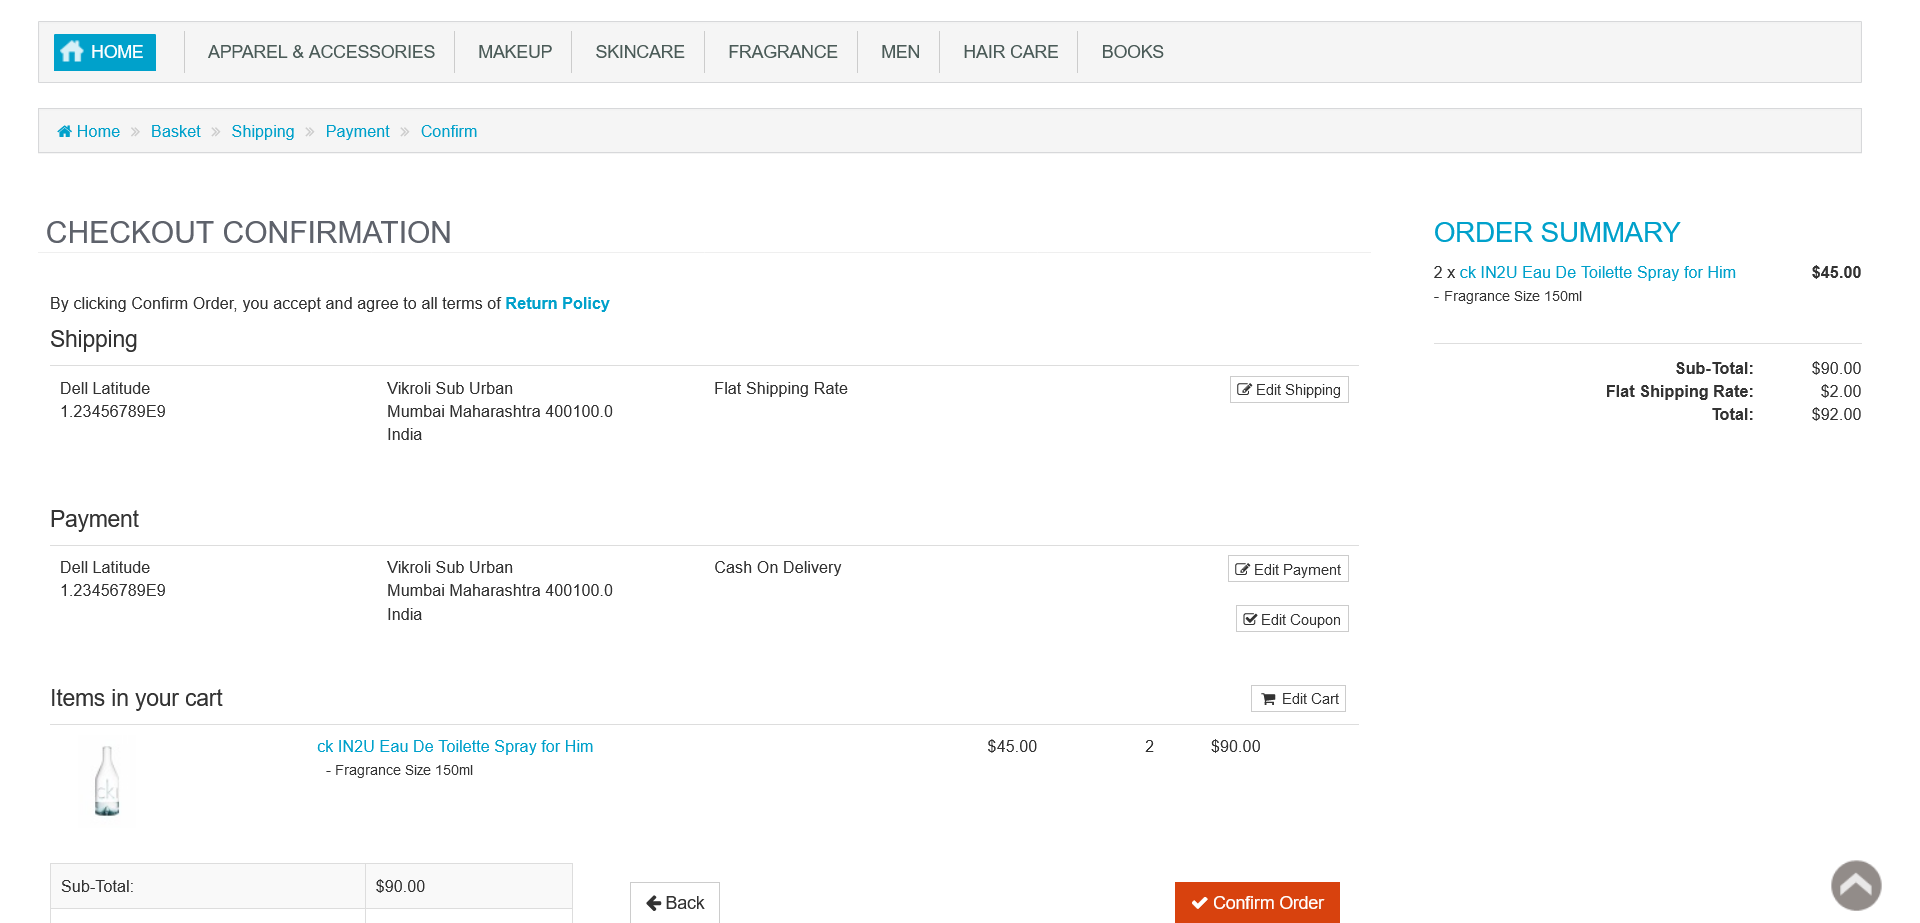 HOME APPAREL & ACCESSORIES MAKEUP SKINCARE FRAGRANCE MEN HAIR CARE BOOKS
Home » Basket » Shipping » Payment » Confirm
CHECKOUT CONFIRMATION
By clicking Confirm Order, you accept and agree to all terms of Return Policy
Shipping
Dell Latitude Vikroli Sub Urban Flat Shipping Rate Edit Shipping
1.23456789E9 Mumbai Maharashtra 400100.0
India
Payment
Dell Latitude Vikroli Sub Urban Cash On Delivery Edit Payment
1.23456789E9 Mumbai Maharashtra 400100.0
India Edit Coupon
Items in your cart Edit Cart
ck IN2U Eau De Toilette Spray for Him $45.00 2 $90.00
- Fragrance Size 150ml
cki
Sub-Total: $90.00
Back Confirm Order
ORDER SUMMARY
2 x ck IN2U Eau De Toilette Spray for Him $45.00
- Fragrance Size 150ml
Sub-Total: $90.00
Flat Shipping Rate: $2.00
Total: $92.00